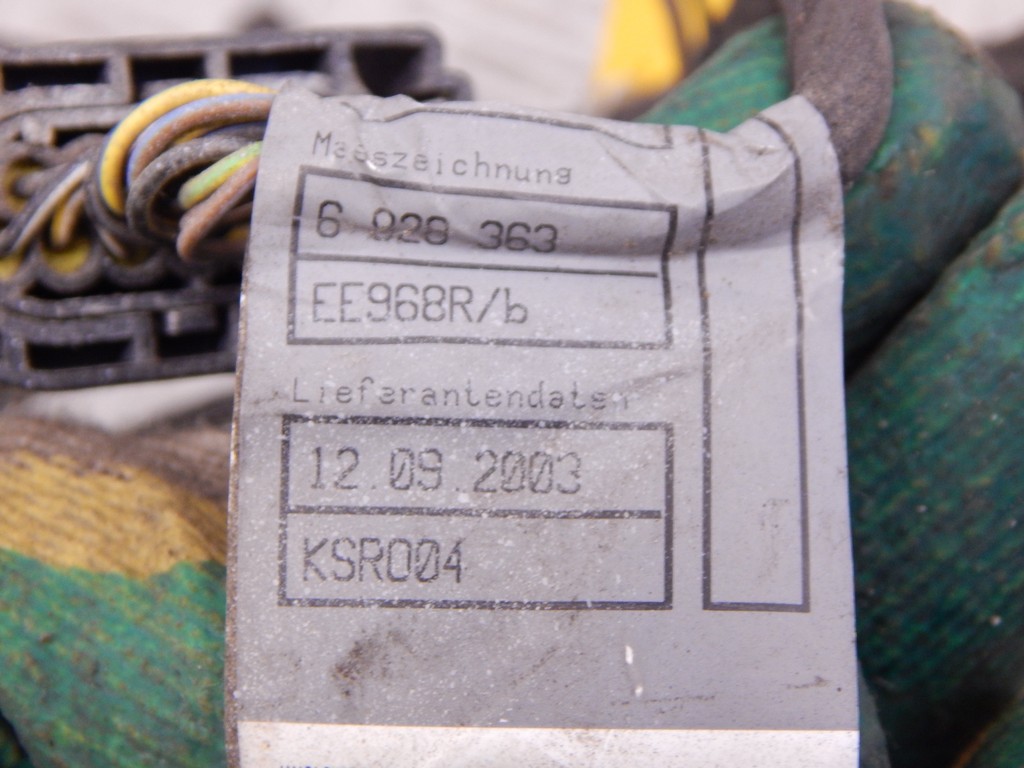 Masszeichnung
6 928 363
EE968R/b
Lieferantendaten
12.09.2003
KSR004